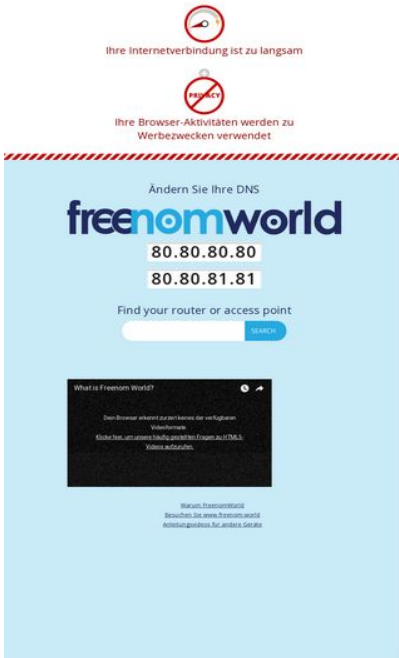 Ihre Internetverbindung ist zu langsam
PRIVACY
Ihre Browser-Aktivitäten werden zu
Werbezwecken verwendet
Ändern Sie Ihre DNS
freenomworld
80.80.80.80
80.80.81.81
Find your router or access point
SEARCH
What is Freenom World?
Dein Browser erkennt zurzeit keines der verfügbaren
Videoformate.
Klicke hier, um unsere häufig gestellten Fragen zu HTML5-
Videos aufzurufen.
Warum FreenomWorld
Besuchen Sie www.freenom.world
Anleitungsvideos für andere Geräte